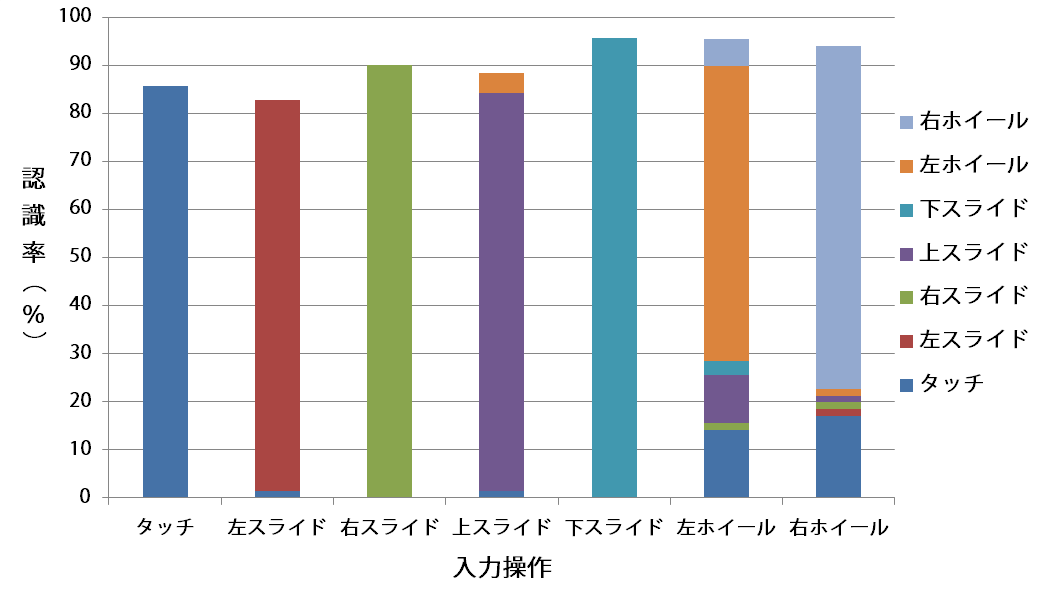 100
90
80
70
60
50
40
30
20
10
0
認識率(%)
タッチ 左スライド 右スライド 上スライド 下スライド 左ホイール 右ホイール
入力操作
右ホイール
左ホイール
下スライド
上スライド
右スライド
左スライド
タッチ